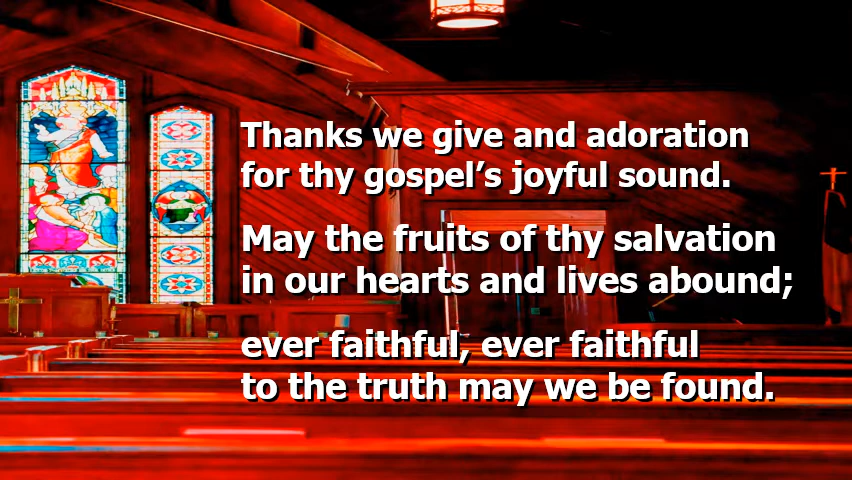 Thanks we give and adoration
for thy gospel’s joyful sound.
May the fruits of thy salvation
in our hearts and lives abound;
ever faithful, ever faithful
to the truth may we be found.